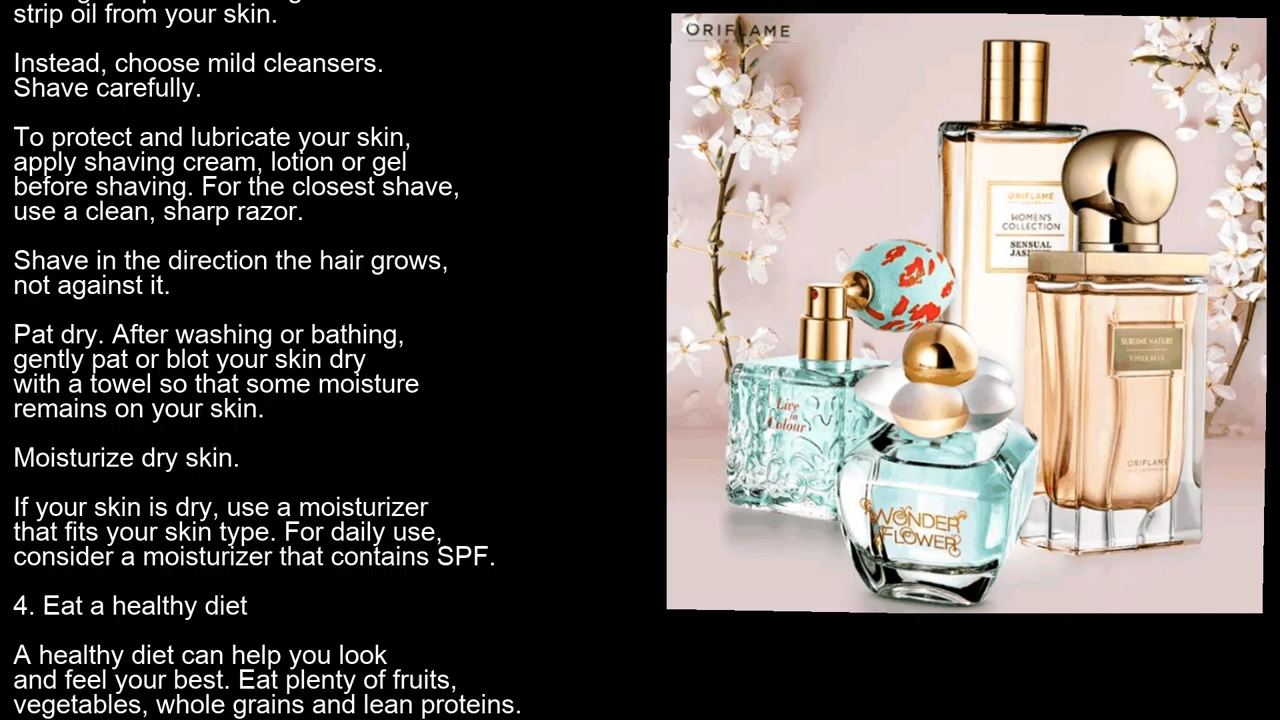 strip oil from your skin.
Instead, choose mild cleansers.
Shave carefully.
To protect and lubricate your skin,
apply shaving cream, lotion or gel
before shaving. For the closest shave,
use a clean, sharp razor.
Shave in the direction the hair grows,
not against it.
Pat dry. After washing or bathing,
gently pat or blot your skin dry
with a towel so that some moisture
remains on your skin.
Moisturize dry skin.
If your skin is dry, use a moisturizer
that fits your skin type. For daily use,
consider a moisturizer that contains SPF.
4. Eat a healthy diet
A healthy diet can help you look
and feel your best. Eat plenty of fruits,
vegetables, whole grains and lean proteins.
ORIFLAME
ORIFLAME
WOMEN'S
COLLECTION
SENSUAL
SUBLIME NATURE
Live
in
Colour
ORIFLAME
WONDER
FLOWER